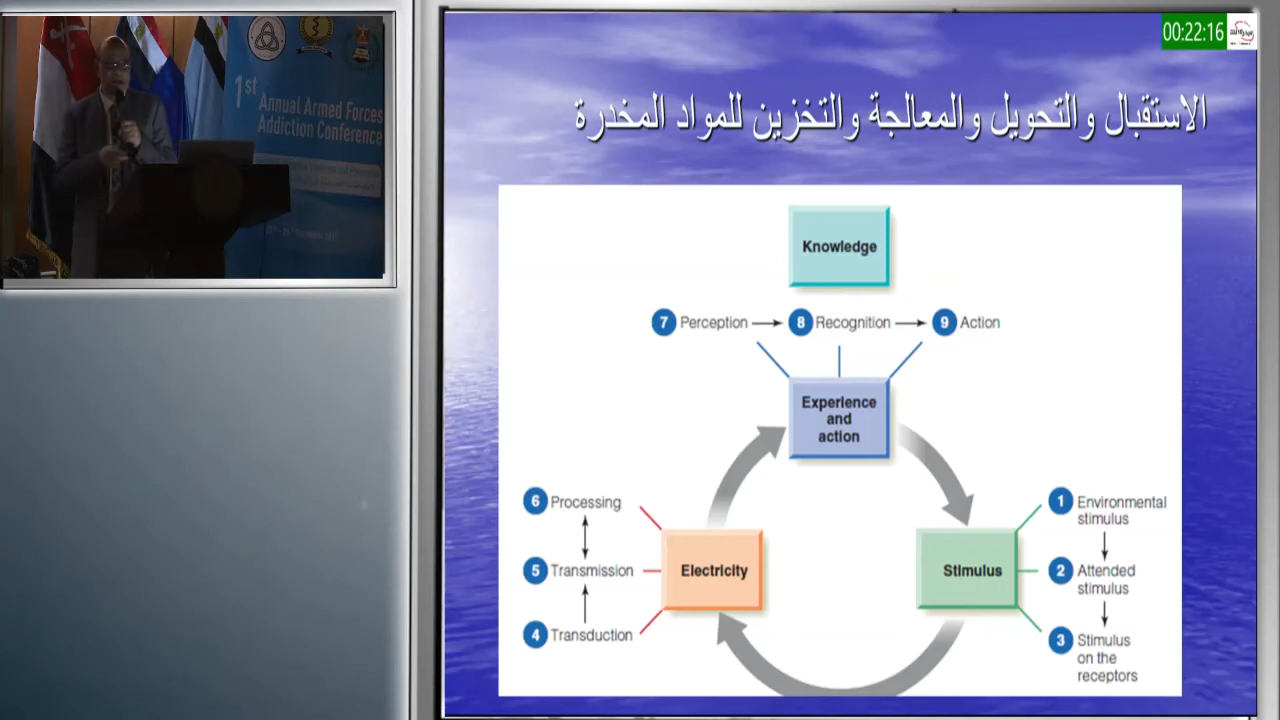 00:22:16
1st
Annual Armed Forces
Addiction Conference
الاستقبال والتحويل والمعالجة والتخزين للمواد المخدرة
Knowledge
7 Perception
8 Recognition
9 Action
Experience
and
action
6 Processing
5 Transmission
4 Transduction
Electricity
Stimulus
1 Environmental
stimulus
2 Attended
stimulus
3 Stimulus
on the
receptors